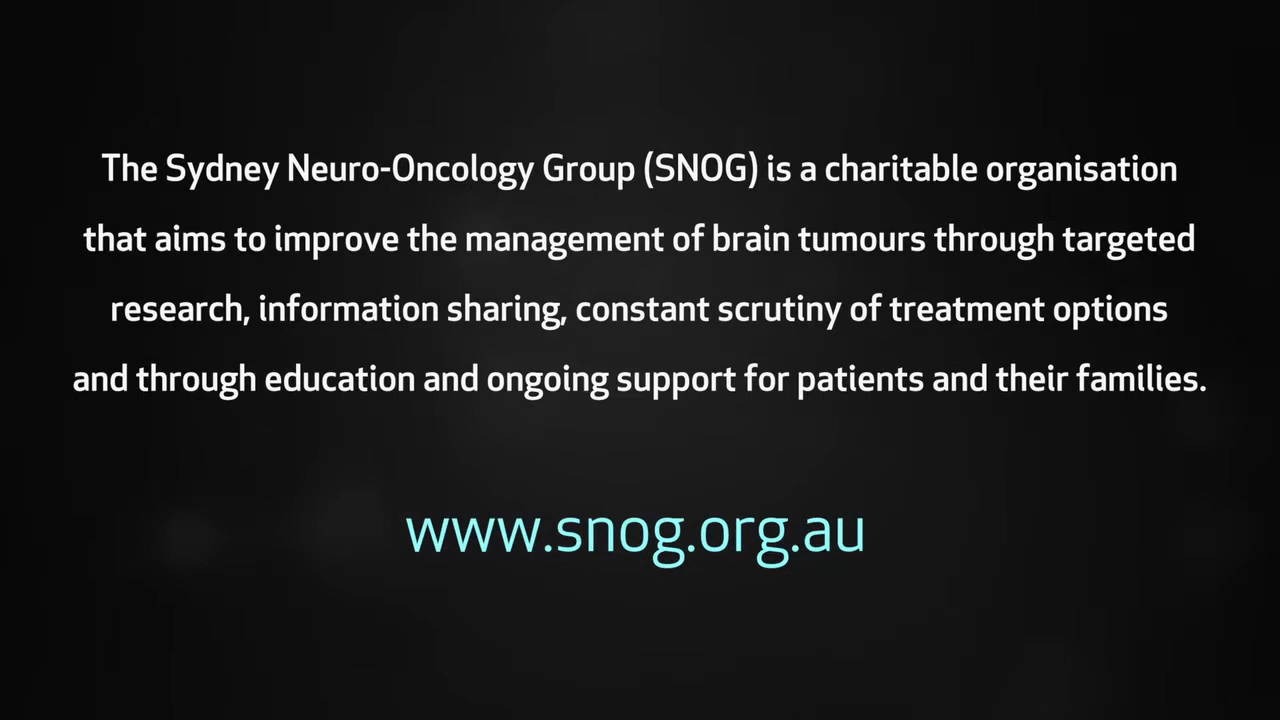 The Sydney Neuro-Oncology Group (SNOG) is a charitable organisation
that aims to improve the management of brain tumours through targeted
research, information sharing, constant scrutiny of treatment options
and through education and ongoing support for patients and their families.
www.snog.org.au